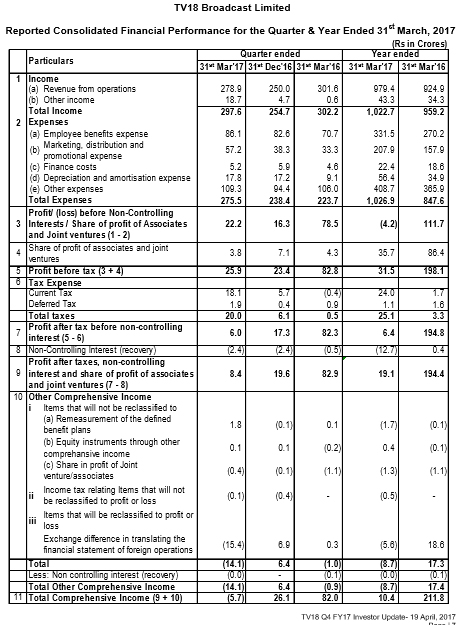 TV18 Broadcast Limited
Reported Consolidated Financial Performance for the Quarter & Year Ended 31st March, 2017
(Rs in Crores)
Particulars Quarter ended Year ended
31st Mar'17 31st Dec'16 31st Mar'16 31st Mar'17 31st Mar'16
1 Income
(a) Revenue from operations 278.9 250.0 301.6 979.4 924.9
(b) Other income 18.7 4.7 0.6 43.3 34.3
Total Income 297.6 254.7 302.2 1,022.7 959.2
2 Expenses
(a) Employee benefits expense 86.1 82.6 70.7 331.5 270.2
(b) Marketing, distribution and
promotional expense 57.2 38.3 33.3 207.9 157.9
(c) Finance costs 5.2 5.9 4.6 22.4 18.6
(d) Depreciation and amortisation expense 17.8 17.2 9.1 56.4 34.9
(e) Other expenses 109.3 94.4 106.0 408.7 365.9
Total Expenses 275.5 238.4 223.7 1,026.9 847.6
Profit/ (loss) before Non-Controlling
3 Interests / Share of profit of Associates 22.2 16.3 78.5 (4.2) 111.7
and Joint ventures (1 - 2)
4 Share of profit of associates and joint
ventures 3.8 7.1 4.3 35.7 86.4
5 Profit before tax (3 + 4) 25.9 23.4 82.8 31.5 198.1
6 Tax Expense
Current Tax 18.1 5.7 (0.4) 24.0 1.7
Deferred Tax 1.9 0.4 0.9 1.1 1.6
Total taxes 20.0 6.1 0.5 25.1 3.3
7 Profit after tax before non-controlling
interest (5 - 6) 6.0 17.3 82.3 6.4 194.8
8 Non-Controlling Interest (recovery) (2.4) (2.4) (0.5) (12.7) 0.4
Profit after taxes, non-controlling
9 interest and share of profit of associates 8.4 19.6 82.9 19.1 194.4
and joint ventures (7 - 8)
10 Other Comprehensive Income
i Items that will not be reclassified to
(a) Remeasurement of the defined
benefit plans 1.8 (0.1) 0.1 (1.7) (0.1)
(b) Equity instruments through other
comprehansive income 0.1 0.1 (0.2) 0.4 (0.1)
(c) Share in profit of Joint
venture/associates (0.4) (0.1) (1.1) (1.3) (1.1)
ii Income tax relating Items that will not
be reclassified to profit or loss (0.1) (0.4) - (0.5) -
iii Items that will be reclassified to profit or
loss
Exchange difference in translating the
financial statement of foreign operations (15.4) 6.9 0.3 (5.6) 18.6
Total (14.1) 6.4 (1.0) (8.7) 17.3
Less: Non controlling interest (recovery) (0.0) - (0.1) (0.0) (0.1)
Total Other Comprehensive Income (14.1) 6.4 (0.9) (8.7) 17.4
11 Total Comprehensive Income (9 + 10) (5.7) 26.1 82.0 10.4 211.8
TV18 Q4 FY17 Investor Update- 19 April, 2017